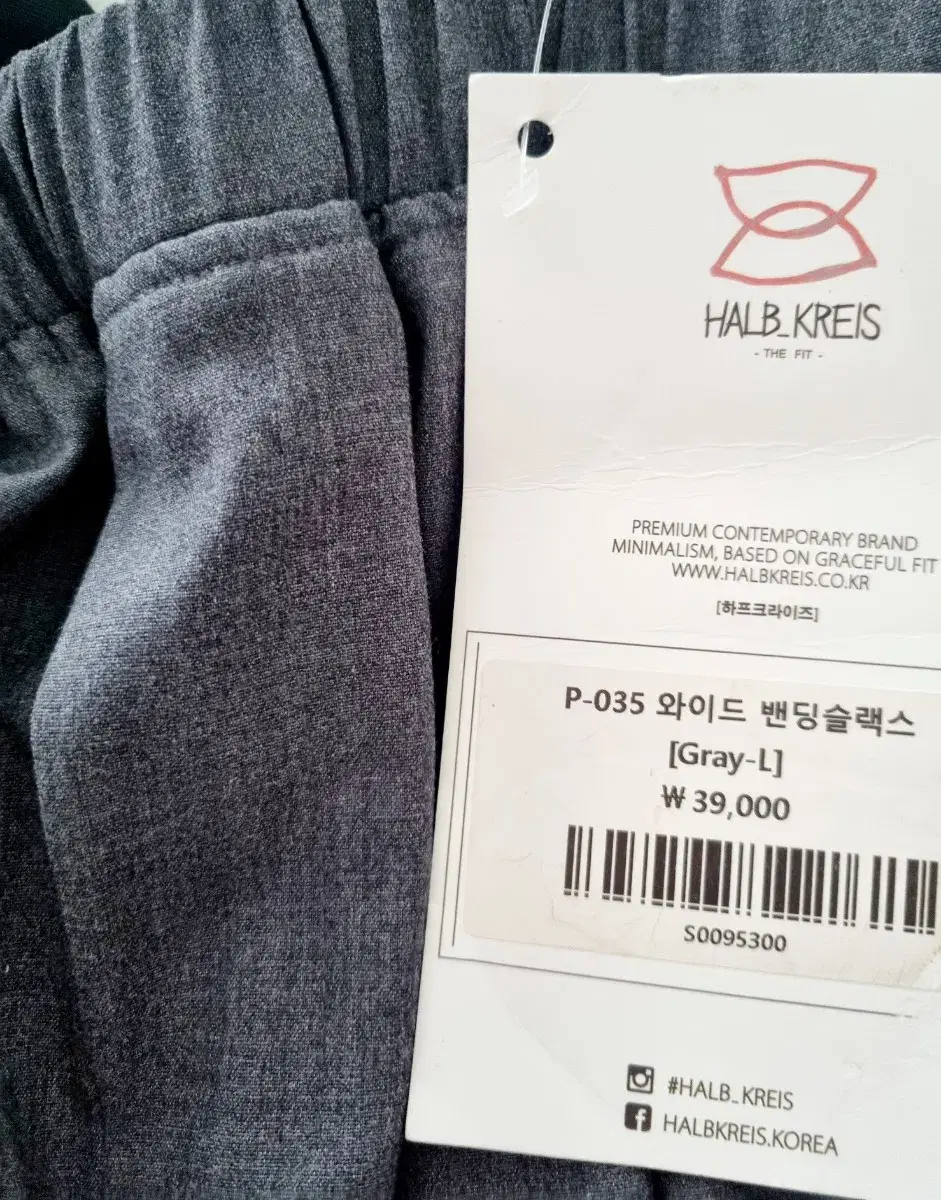 HALB_KREIS
- THE FIT -
PREMIUM CONTEMPORARY BRAND
MINIMALISM, BASED ON GRACEFUL FIT
WWW.HALBKREIS.CO.KR
[하프크라이즈]
P-035 와이드 밴딩슬랙스
[Gray-L]
₩ 39,000
S0095300
#HALB_KREIS
HALBKREIS.KOREA